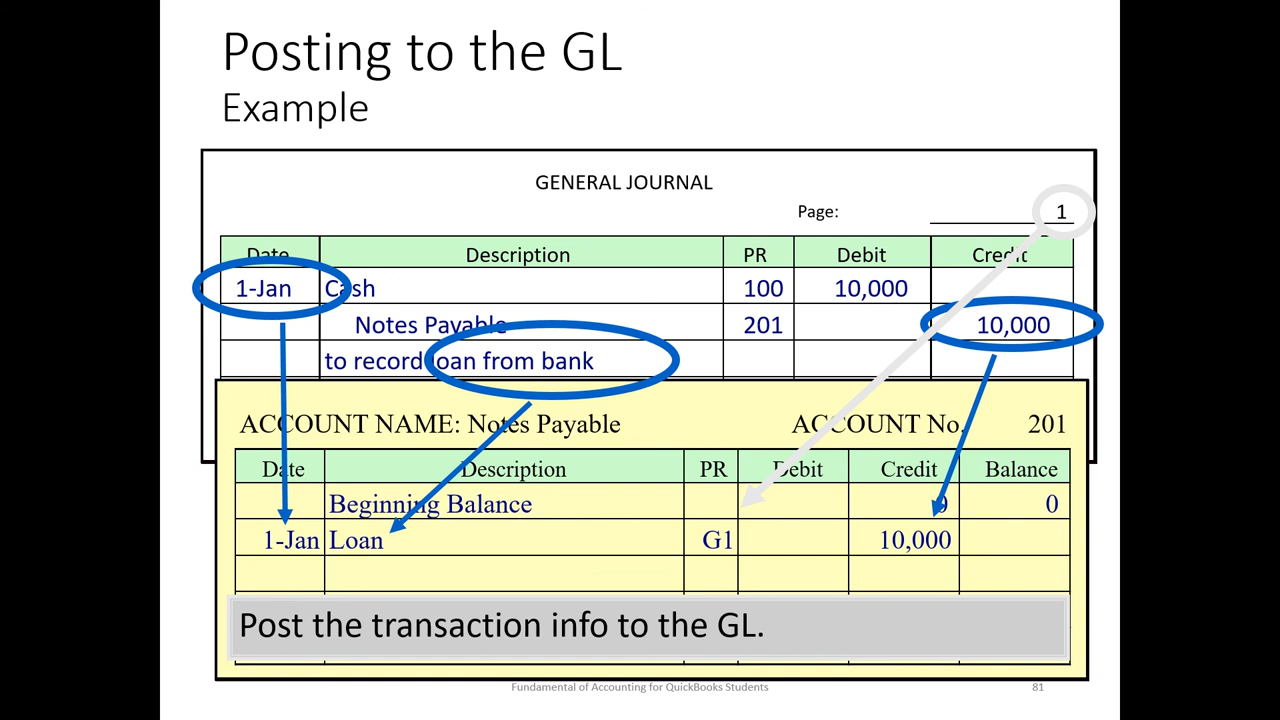 Posting to the GL
Example
GENERAL JOURNAL
Page: 1
Date Description PR Debit Credit
1-Jan Cash 100 10,000
Notes Payable 201 10,000
to record loan from bank
ACCOUNT NAME: Notes Payable ACCOUNT No. 201
Date Description PR Debit Credit Balance
Beginning Balance 0 0
1-Jan Loan G1 10,000
Post the transaction info to the GL.
Fundamental of Accounting for QuickBooks Students 81